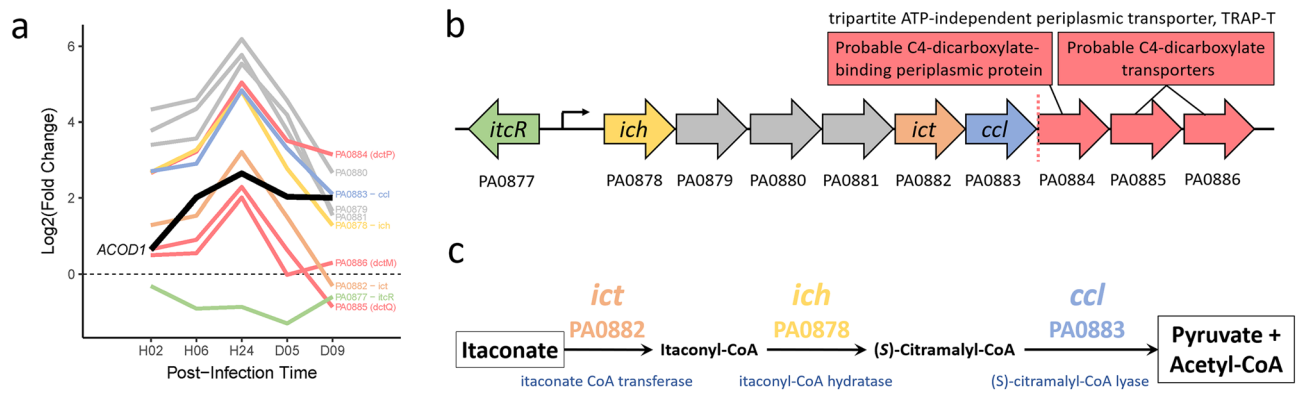 a
Log2(Fold Change)
6
4
2
0
ACOD1
PA0884 (dctP)
PA0880
PA0883 − ccl
PA0879
PA0881
PA0878 − ich
PA0886 (dctM)
PA0882 − ict
PA0877 − itcR
PA0885 (dctQ)
H02 H06 H24 D05 D09
Post−Infection Time
b
tripartite ATP-independent periplasmic transporter, TRAP-T
Probable C4-dicarboxylate-
binding periplasmic protein
Probable C4-dicarboxylate
transporters
itcR ich ict ccl
PA0877 PA0878 PA0879 PA0880 PA0881 PA0882 PA0883 PA0884 PA0885 PA0886
c
ict ich ccl
PA0882 PA0878 PA0883
Itaconate Itaconyl-CoA (S)-Citramalyl-CoA Pyruvate +
Acetyl-CoA
itaconate CoA transferase itaconyl-CoA hydratase (S)-citramalyl-CoA lyase